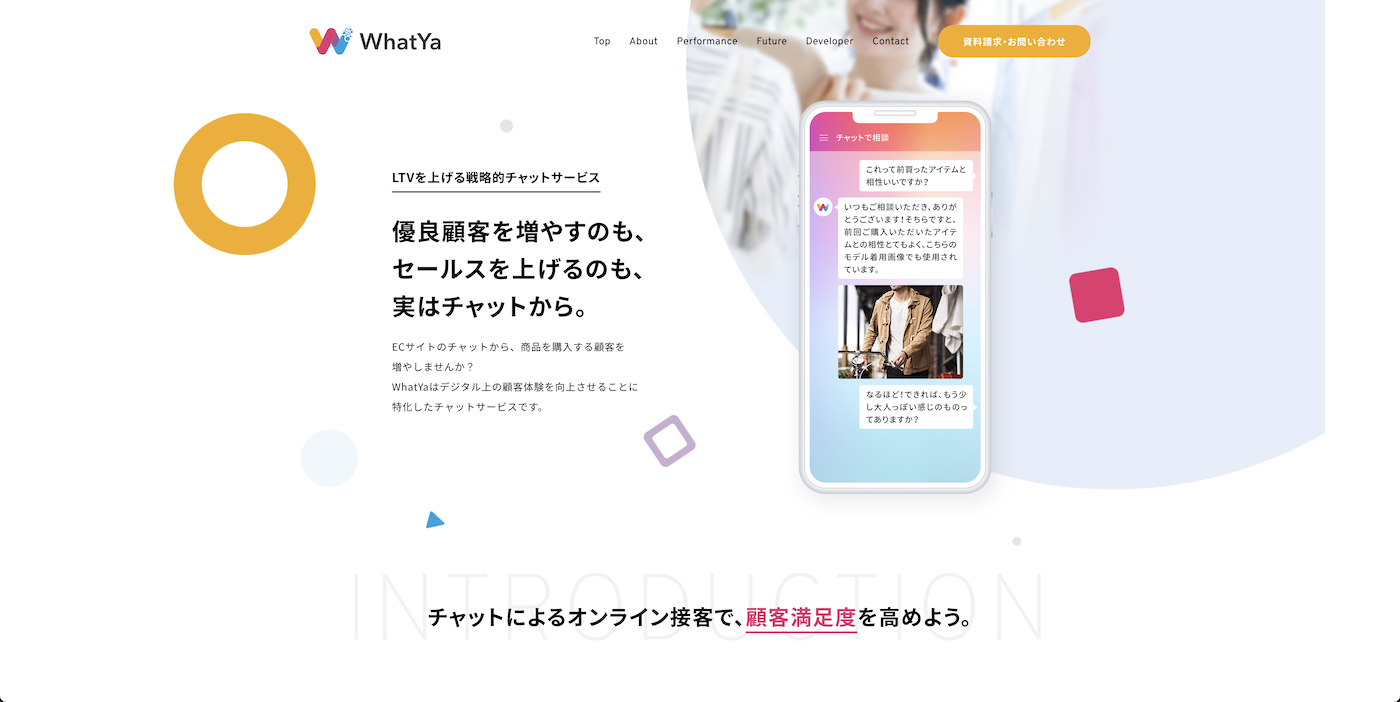 WhatYa
Top
About
Performance
Future
Developer
Contact
資料請求・お問い合わせ
LTVを上げる戦略的チャットサービス
優良顧客を増やすのも、
セールスを上げるのも、
実はチャットから。
ECサイトのチャットから、商品を購入する顧客を
増やしませんか？
WhatYaはデジタル上の顧客体験を向上させることに
特化したチャットサービスです。
チャットで相談
これって前買ったアイテムと
相性いいですか？
いつもご相談いただき、ありが
とうございます！そちらですと、
前回ご購入いただいたアイテ
ムとの相性とてもよく、こちらの
モデル着用画像でも使用され
ています。
なるほど！できれば、もう少
し大人っぽい感じのものっ
てありますか？
INTRODUCTION
チャットによるオンライン接客で、顧客満足度を高めよう。